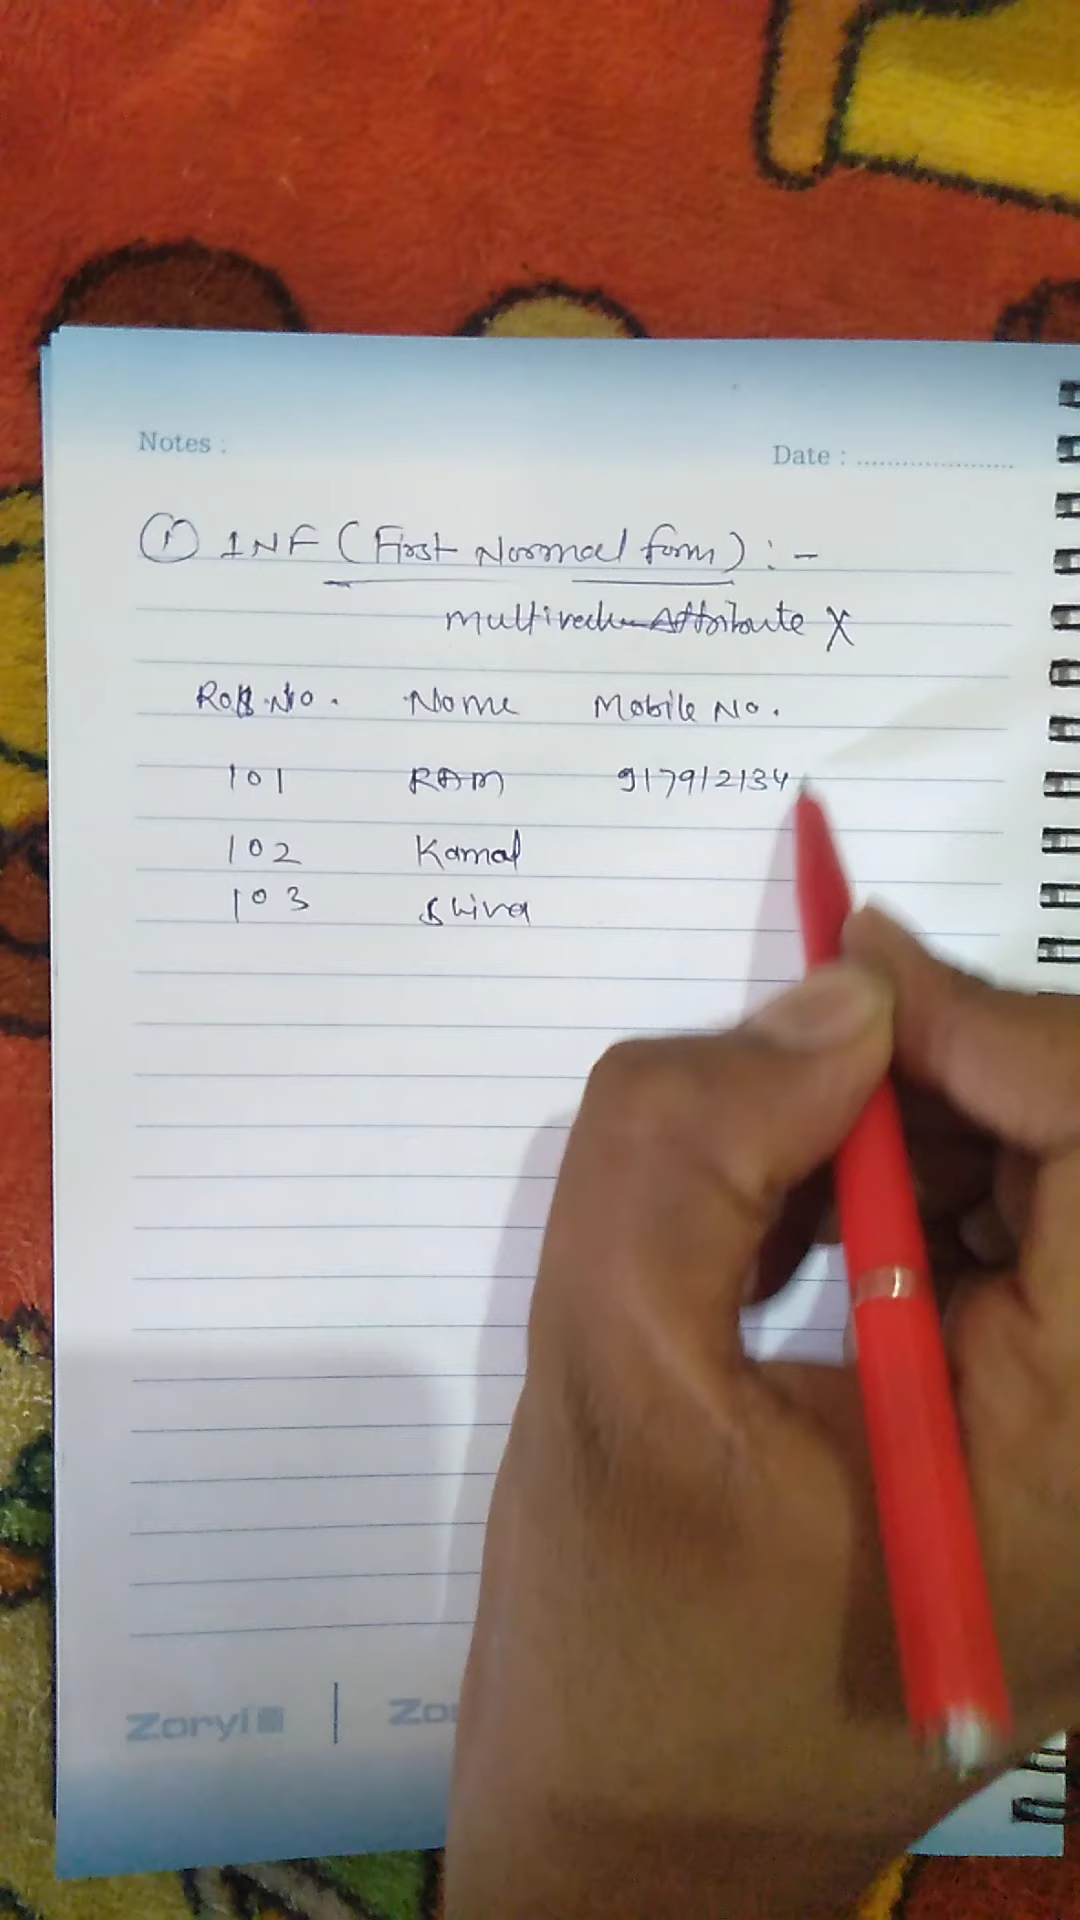 Notes :
Date : ......................
① 1NF (First Normal form) : -
Multivalue Attribute X
Roll No. Name Mobile No.
101 RAM 917912134
102 Kamal
103 Shiva
Zoryl